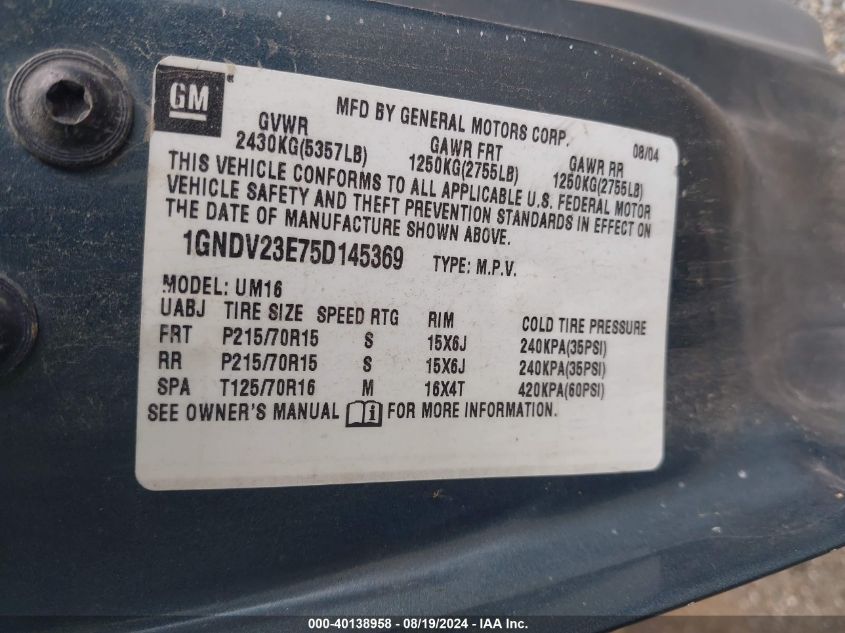 GM
MFD BY GENERAL MOTORS CORP. 08/04
GVWR GAWR FRT GAWR RR
2430KG(5357LB) 1250KG(2755LB) 1250KG(2755LB)
THIS VEHICLE CONFORMS TO ALL APPLICABLE U.S. FEDERAL MOTOR
VEHICLE SAFETY AND THEFT PREVENTION STANDARDS IN EFFECT ON
THE DATE OF MANUFACTURE SHOWN ABOVE.
1GNDV23E75D145369 TYPE: M.P.V.
MODEL: UM16
UABJ TIRE SIZE SPEED RTG RIM COLD TIRE PRESSURE
FRT P215/70R15 S 15X6J 240KPA(35PSI)
RR P215/70R15 S 15X6J 240KPA(35PSI)
SPA T125/70R16 M 16X4T 420KPA(60PSI)
SEE OWNER'S MANUAL i FOR MORE INFORMATION.
000-40138958 - 08/19/2024 - IAA Inc.